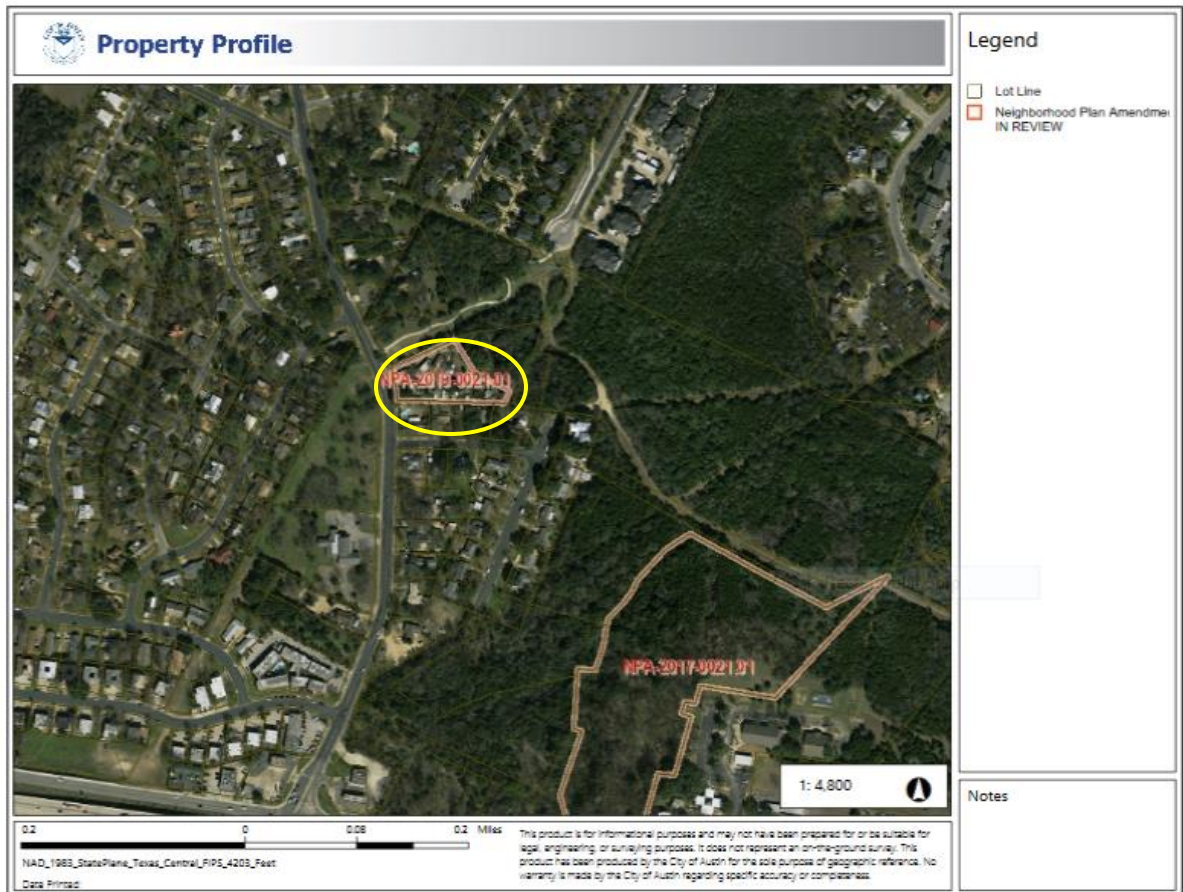 Property Profile
Legend
Lot Line
Neighborhood Plan Amendme
IN REVIEW
NPA-2019-0021.01
NPA-2017-0021.01
1: 4,800
Notes
0.2
0
0.08
0.2
Miles
NAD_1983_StatePlane_Texas_Central_FIPS_4203_Feet
Date Printed:
This product is for informational purposes and may not have been prepared for or be suitable for
legal, engineering, or surveying purposes. It does not represent an on-the-ground survey. This
product has been produced by the City of Austin for the sole purpose of geographic reference. No
warranty is made by the City of Austin regarding specific accuracy or completeness.